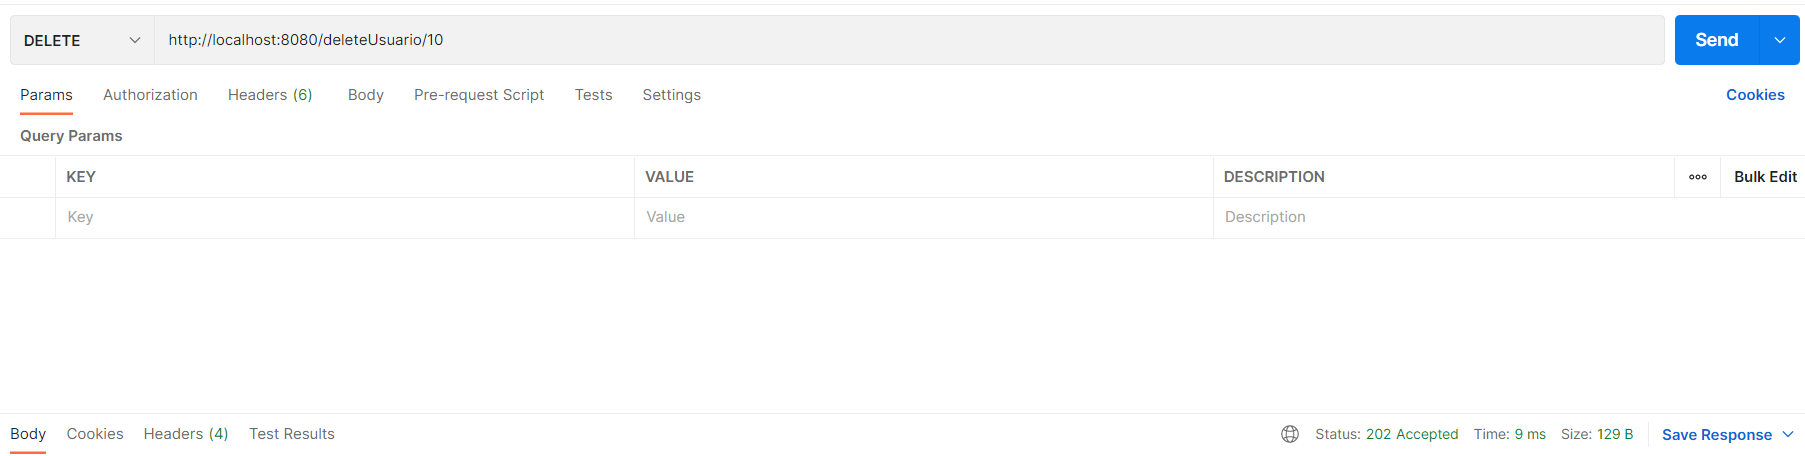 DELETE http://localhost:8080/deleteUsuario/10 Send
Params Authorization Headers (6) Body Pre-request Script Tests Settings Cookies
Query Params
KEY VALUE DESCRIPTION ooo Bulk Edit
Key Value Description
Body Cookies Headers (4) Test Results Status: 202 Accepted Time: 9 ms Size: 129 B Save Response